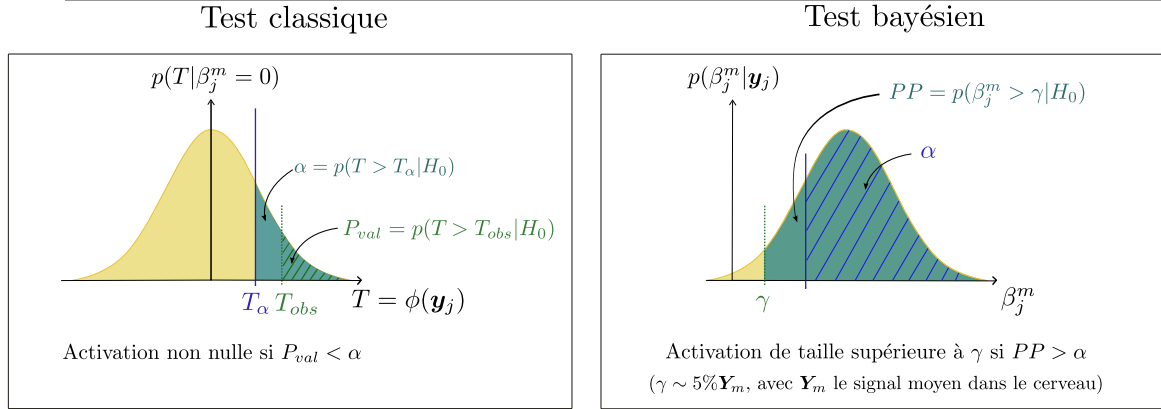 Test classique
p(T|β_j^m = 0)
α = p(T > T_α|H_0)
P_val = p(T > T_obs|H_0)
T_α T_obs T = ϕ(y_j)
Activation non nulle si P_val < α
Test bayésien
p(β_j^m|y_j)
PP = p(β_j^m > γ|H_0)
α
γ
β_j^m
Activation de taille supérieure à γ si PP > α
(γ ∼ 5%Y_m, avec Y_m le signal moyen dans le cerveau)